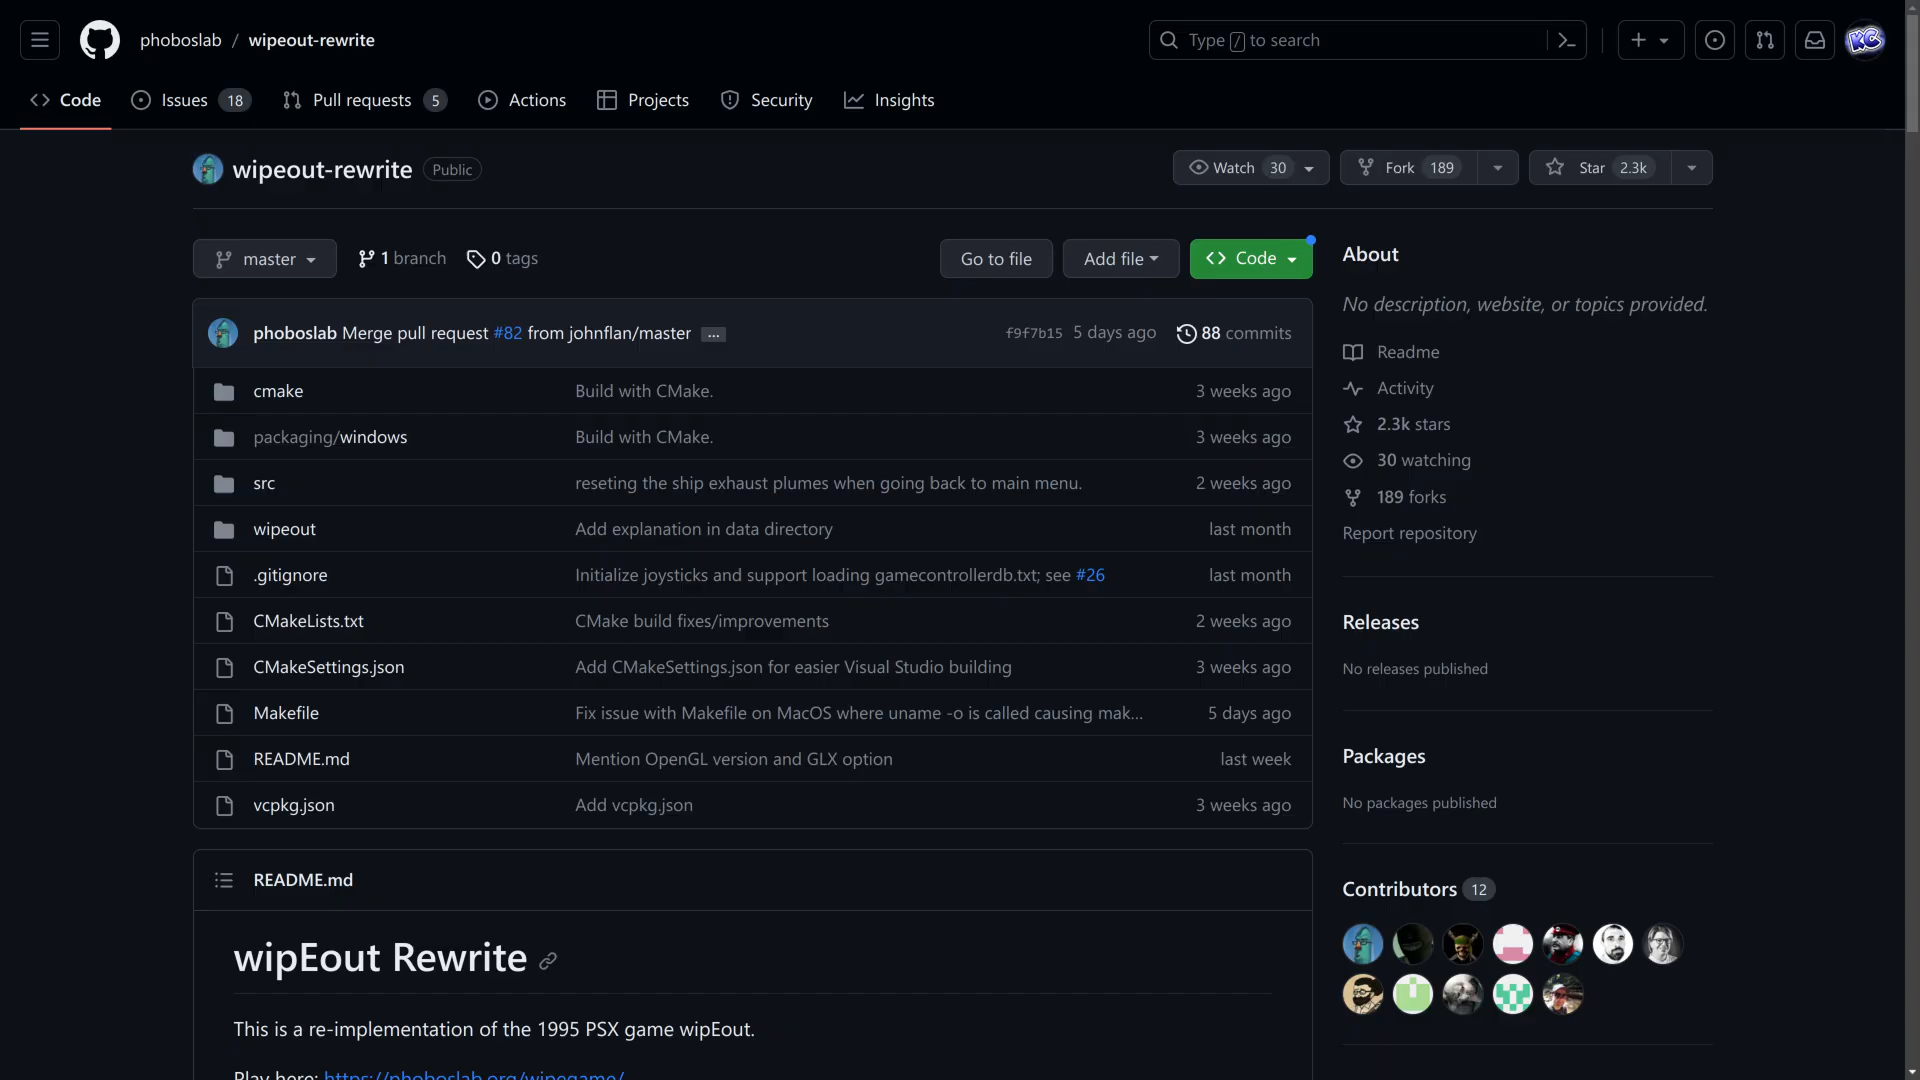 phoboslab / wipeout-rewrite
Type / to search
Code
Issues 18
Pull requests 5
Actions
Projects
Security
Insights
wipeout-rewrite Public
Watch 30
Fork 189
Star 2.3k
master
1 branch
0 tags
Go to file
Add file
Code
phoboslab Merge pull request #82 from johnflan/master ... f9f7b15 5 days ago 88 commits
cmake Build with CMake. 3 weeks ago
packaging/windows Build with CMake. 3 weeks ago
src reseting the ship exhaust plumes when going back to main menu. 2 weeks ago
wipeout Add explanation in data directory last month
.gitignore Initialize joysticks and support loading gamecontrollerdb.txt; see #26 last month
CMakeLists.txt CMake build fixes/improvements 2 weeks ago
CMakeSettings.json Add CMakeSettings.json for easier Visual Studio building 3 weeks ago
Makefile Fix issue with Makefile on MacOS where uname -o is called causing mak... 5 days ago
README.md Mention OpenGL version and GLX option last week
vcpkg.json Add vcpkg.json 3 weeks ago
README.md
wipEout Rewrite
This is a re-implementation of the 1995 PSX game wipEout.
Play here: https://phoboslab.org/wipegame/
About
No description, website, or topics provided.
Readme
Activity
2.3k stars
30 watching
189 forks
Report repository
Releases
No releases published
Packages
No packages published
Contributors 12